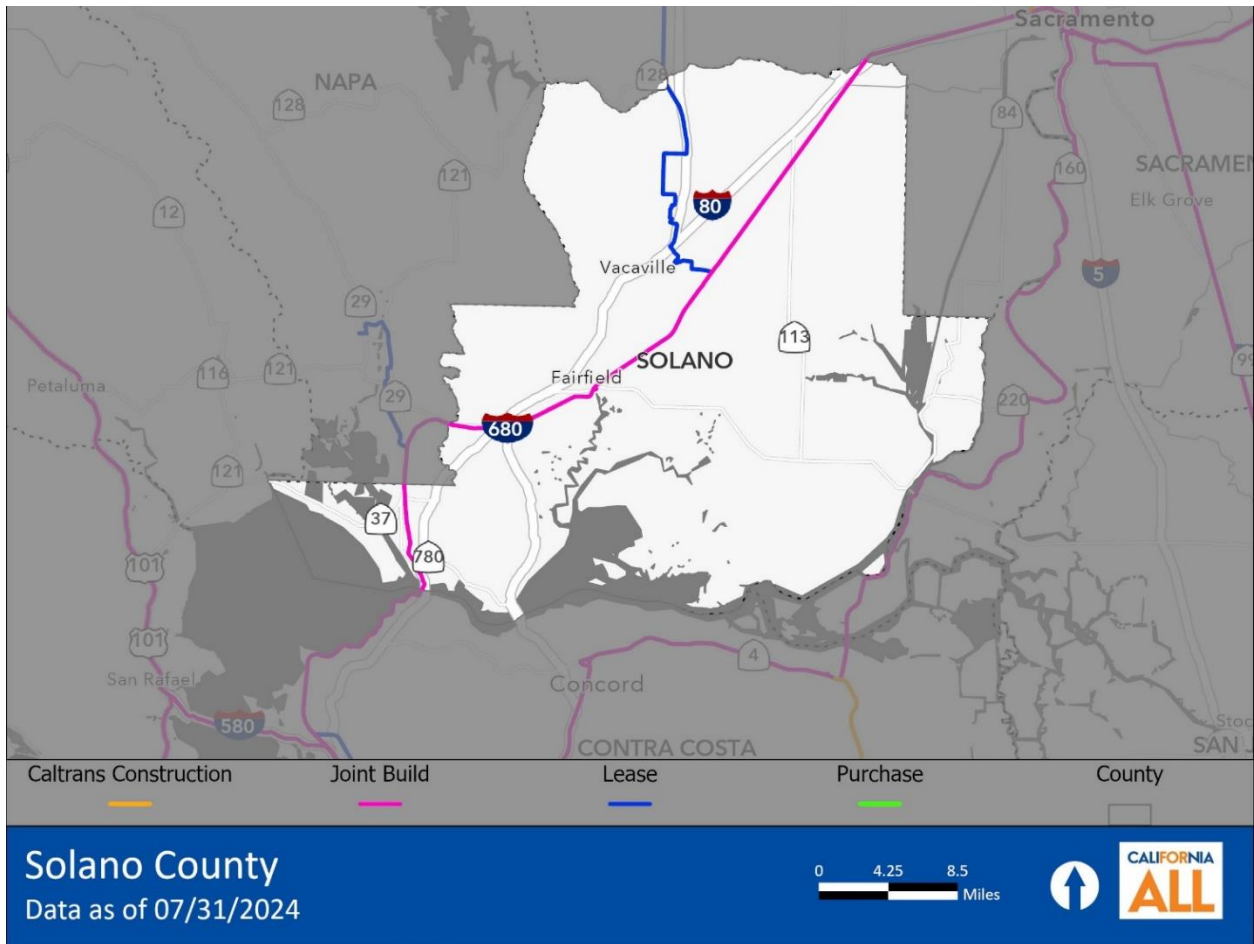 Sacramento
128
NAPA
128
84
121
160
SACRAMEN
Elk Grove
80
12
5
Vacaville
29
113
SOLANO
116
121
Fairfield
Petaluma
29
220
99
680
121
37
780
101
101
4
San Rafael
Concord
580
Stoc
CONTRA COSTA
SAN J
Caltrans Construction
Joint Build
Lease
Purchase
County
Solano County
Data as of 07/31/2024
0 4.25 8.5
Miles
CALIFORNIA
ALL